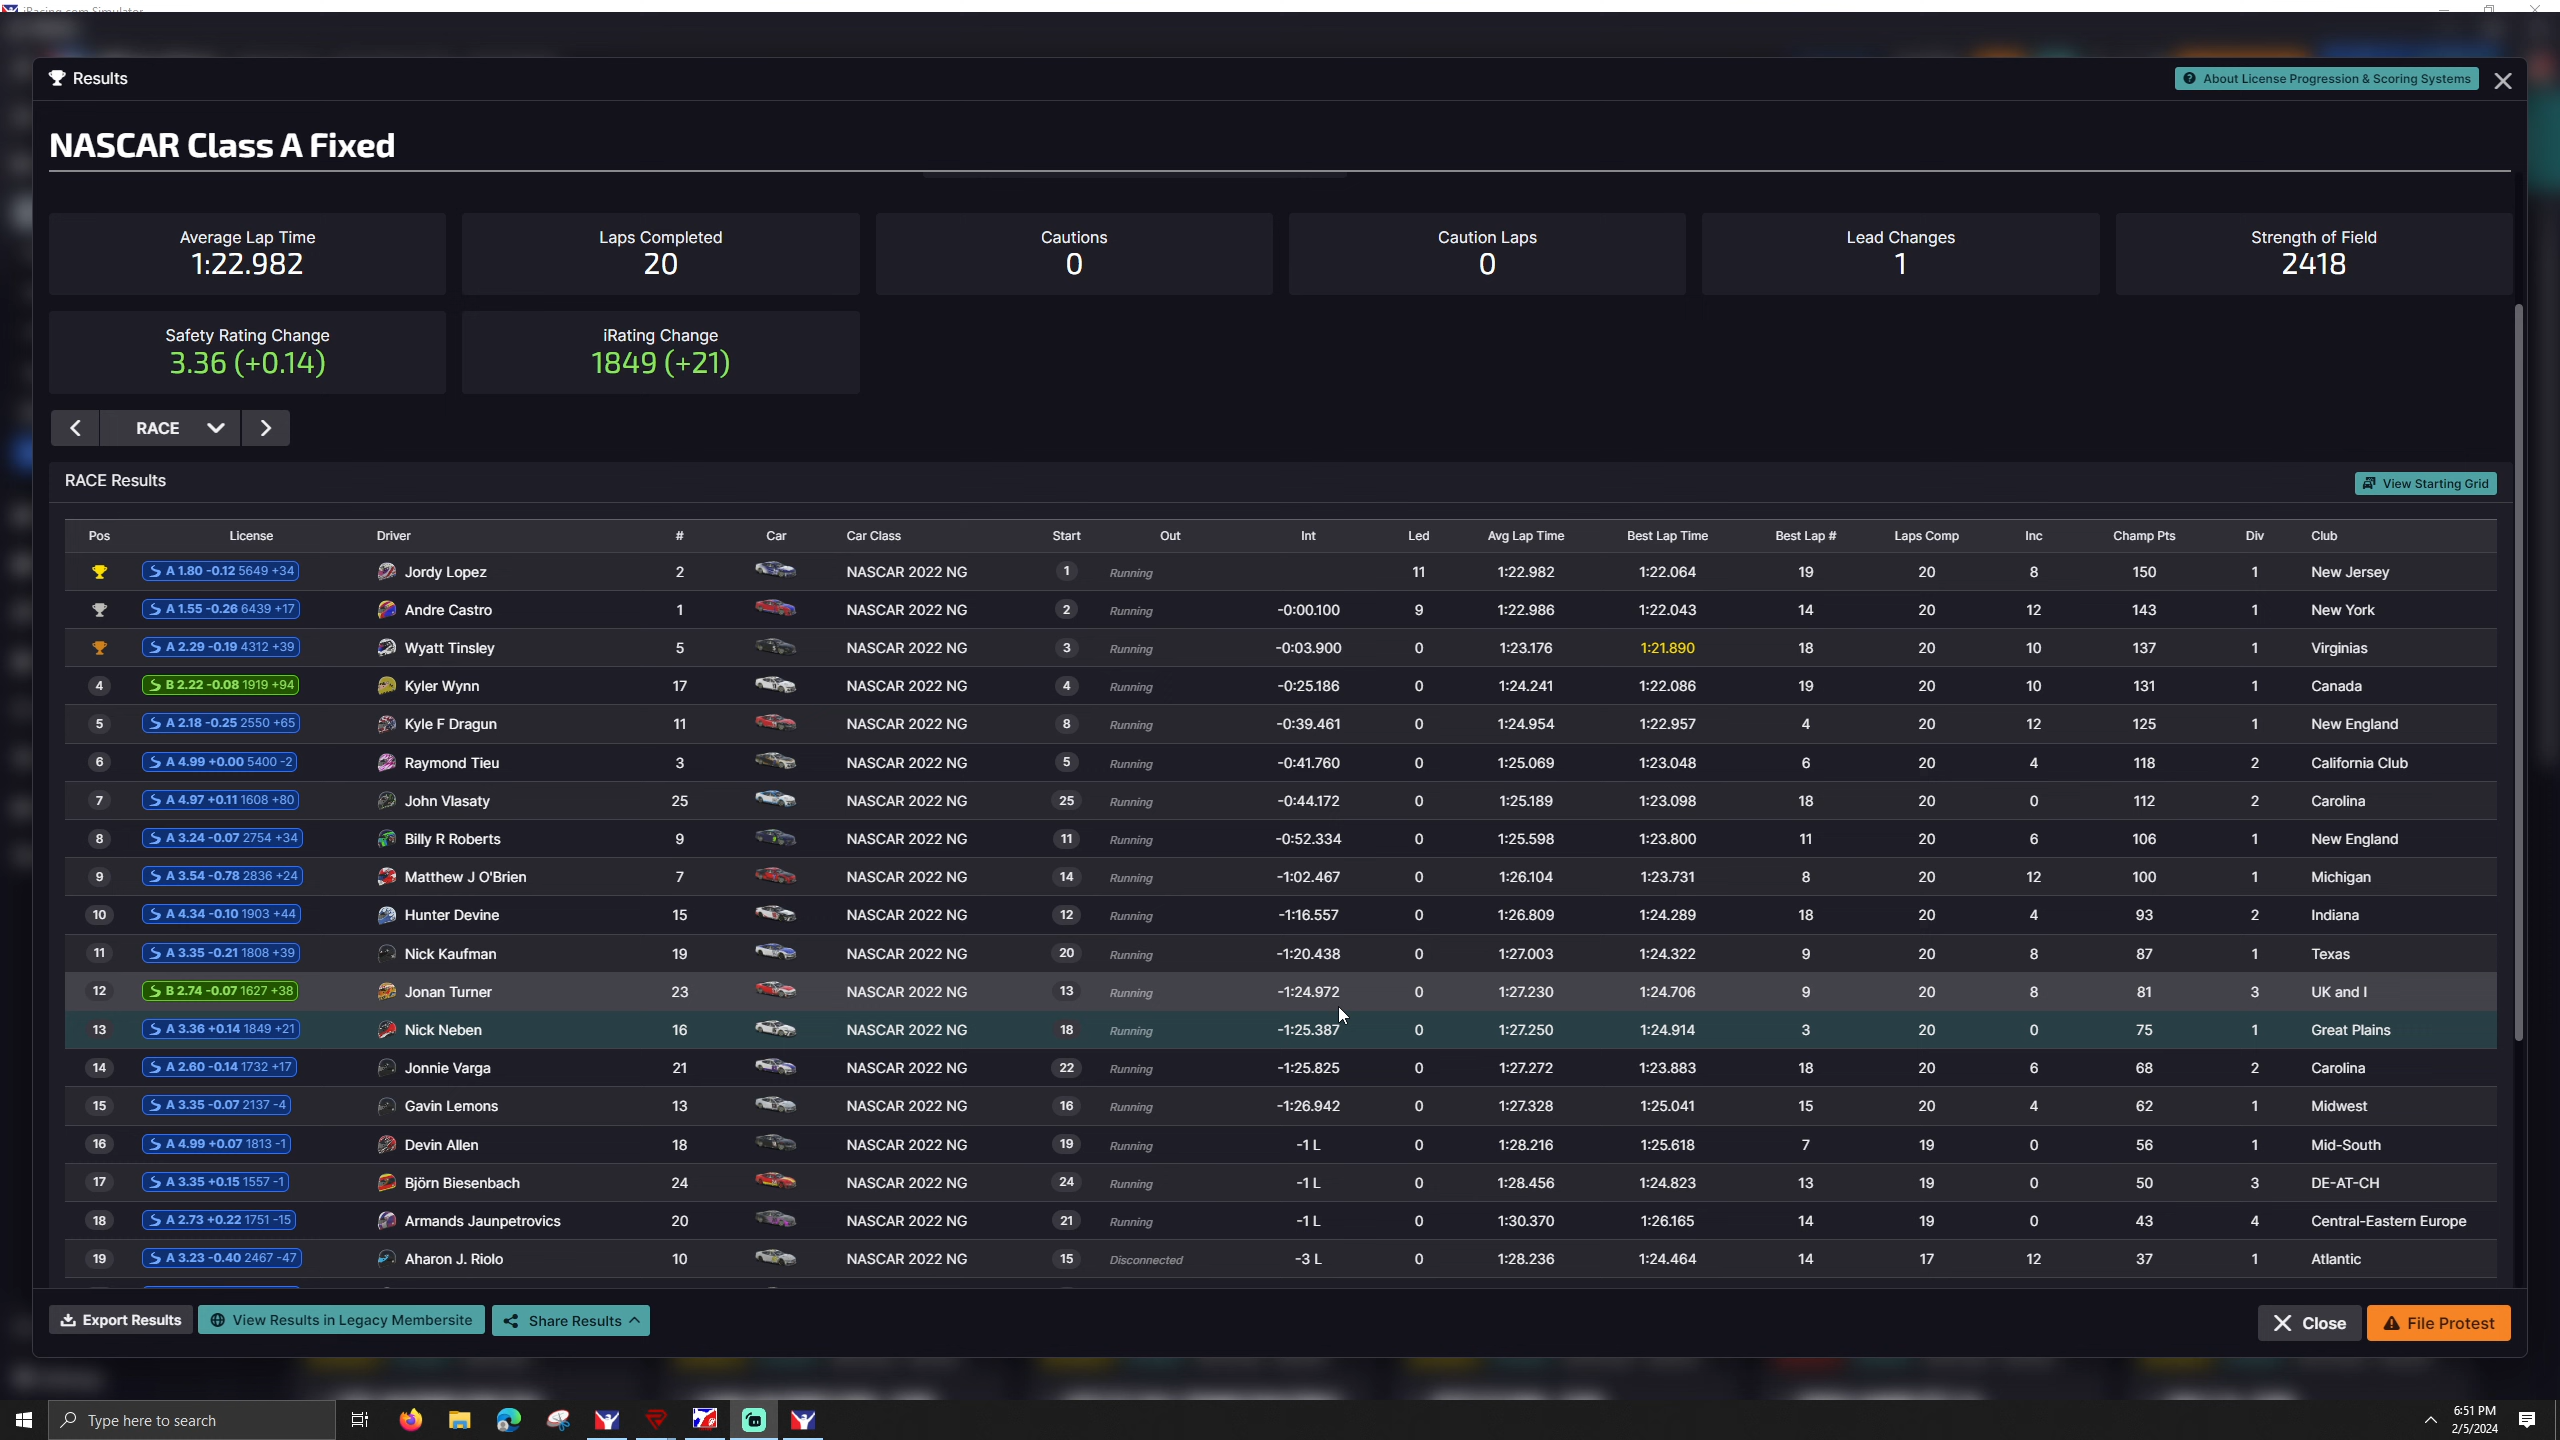 iRacing.com Simulator
Results
About License Progression & Scoring Systems
NASCAR Class A Fixed
Average Lap Time Laps Completed Cautions Caution Laps Lead Changes Strength of Field
1:22.982 20 0 0 1 2418
Safety Rating Change iRating Change
3.36 (+0.14) 1849 (+21)
RACE
RACE Results View Starting Grid
Pos License Driver # Car Car Class Start Out Int Led Avg Lap Time Best Lap Time Best Lap # Laps Comp Inc Champ Pts Div Club
A 1.80 -0.12 5649 +34 Jordy Lopez 2 NASCAR 2022 NG 1 Running 11 1:22.982 1:22.064 19 20 8 150 1 New Jersey
A 1.55 -0.26 6439 +17 Andre Castro 1 NASCAR 2022 NG 2 Running -0:00.100 9 1:22.986 1:22.043 14 20 12 143 1 New York
A 2.29 -0.19 4312 +39 Wyatt Tinsley 5 NASCAR 2022 NG 3 Running -0:03.900 0 1:23.176 1:21.890 18 20 10 137 1 Virginias
4 B 2.22 -0.08 1919 +94 Kyler Wynn 17 NASCAR 2022 NG 4 Running -0:25.186 0 1:24.241 1:22.086 19 20 10 131 1 Canada
5 A 2.18 -0.25 2550 +65 Kyle F Dragun 11 NASCAR 2022 NG 8 Running -0:39.461 0 1:24.954 1:22.957 4 20 12 125 1 New England
6 A 4.99 +0.00 5400 -2 Raymond Tieu 3 NASCAR 2022 NG 5 Running -0:41.760 0 1:25.069 1:23.048 6 20 4 118 2 California Club
7 A 4.97 +0.11 1608 +80 John Vlasaty 25 NASCAR 2022 NG 25 Running -0:44.172 0 1:25.189 1:23.098 18 20 0 112 2 Carolina
8 A 3.24 -0.07 2754 +34 Billy R Roberts 9 NASCAR 2022 NG 11 Running -0:52.334 0 1:25.598 1:23.800 11 20 6 106 1 New England
9 A 3.54 -0.78 2836 +24 Matthew J O'Brien 7 NASCAR 2022 NG 14 Running -1:02.467 0 1:26.104 1:23.731 8 20 12 100 1 Michigan
10 A 4.34 -0.10 1903 +44 Hunter Devine 15 NASCAR 2022 NG 12 Running -1:16.557 0 1:26.809 1:24.289 18 20 4 93 2 Indiana
11 A 3.35 -0.21 1808 +39 Nick Kaufman 19 NASCAR 2022 NG 20 Running -1:20.438 0 1:27.003 1:24.322 9 20 8 87 1 Texas
12 B 2.74 -0.07 1627 +38 Jonan Turner 23 NASCAR 2022 NG 13 Running -1:24.972 0 1:27.230 1:24.706 9 20 8 81 3 UK and I
13 A 3.36 +0.14 1849 +21 Nick Neben 16 NASCAR 2022 NG 18 Running -1:25.387 0 1:27.250 1:24.914 3 20 0 75 1 Great Plains
14 A 2.60 -0.14 1732 +17 Jonnie Varga 21 NASCAR 2022 NG 22 Running -1:25.825 0 1:27.272 1:23.883 18 20 6 68 2 Carolina
15 A 3.35 -0.07 2137 -4 Gavin Lemons 13 NASCAR 2022 NG 16 Running -1:26.942 0 1:27.328 1:25.041 15 20 4 62 1 Midwest
16 A 4.99 +0.07 1813 -1 Devin Allen 18 NASCAR 2022 NG 19 Running -1 L 0 1:28.216 1:25.618 7 19 0 56 1 Mid-South
17 A 3.35 +0.15 1557 -1 Björn Biesenbach 24 NASCAR 2022 NG 24 Running -1 L 0 1:28.456 1:24.823 13 19 0 50 3 DE-AT-CH
18 A 2.73 +0.22 1751 -15 Armands Jaunpetrovics 20 NASCAR 2022 NG 21 Running -1 L 0 1:30.370 1:26.165 14 19 0 43 4 Central-Eastern Europe
19 A 3.23 -0.40 2467 -47 Aharon J. Riolo 10 NASCAR 2022 NG 15 Disconnected -3 L 0 1:28.236 1:24.464 14 17 12 37 1 Atlantic
Export Results View Results in Legacy Membersite Share Results Close File Protest
Type here to search
6:51 PM
2/5/2024